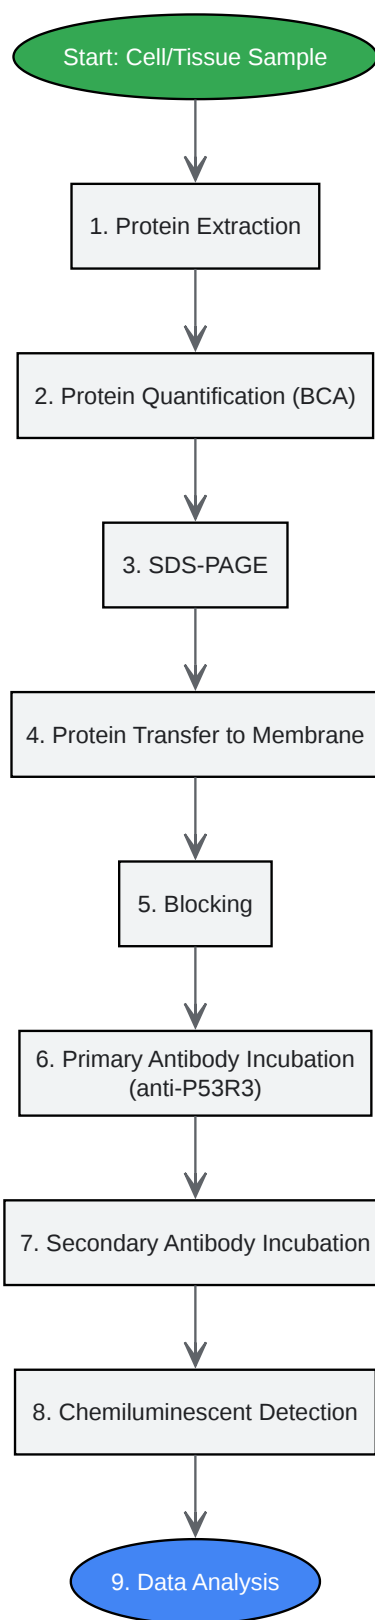 Start: Cell/Tissue Sample
1. Protein Extraction
2. Protein Quantification (BCA)
3. SDS-PAGE
4. Protein Transfer to Membrane
5. Blocking
6. Primary Antibody Incubation
(anti-P53R3)
7. Secondary Antibody Incubation
8. Chemiluminescent Detection
9. Data Analysis